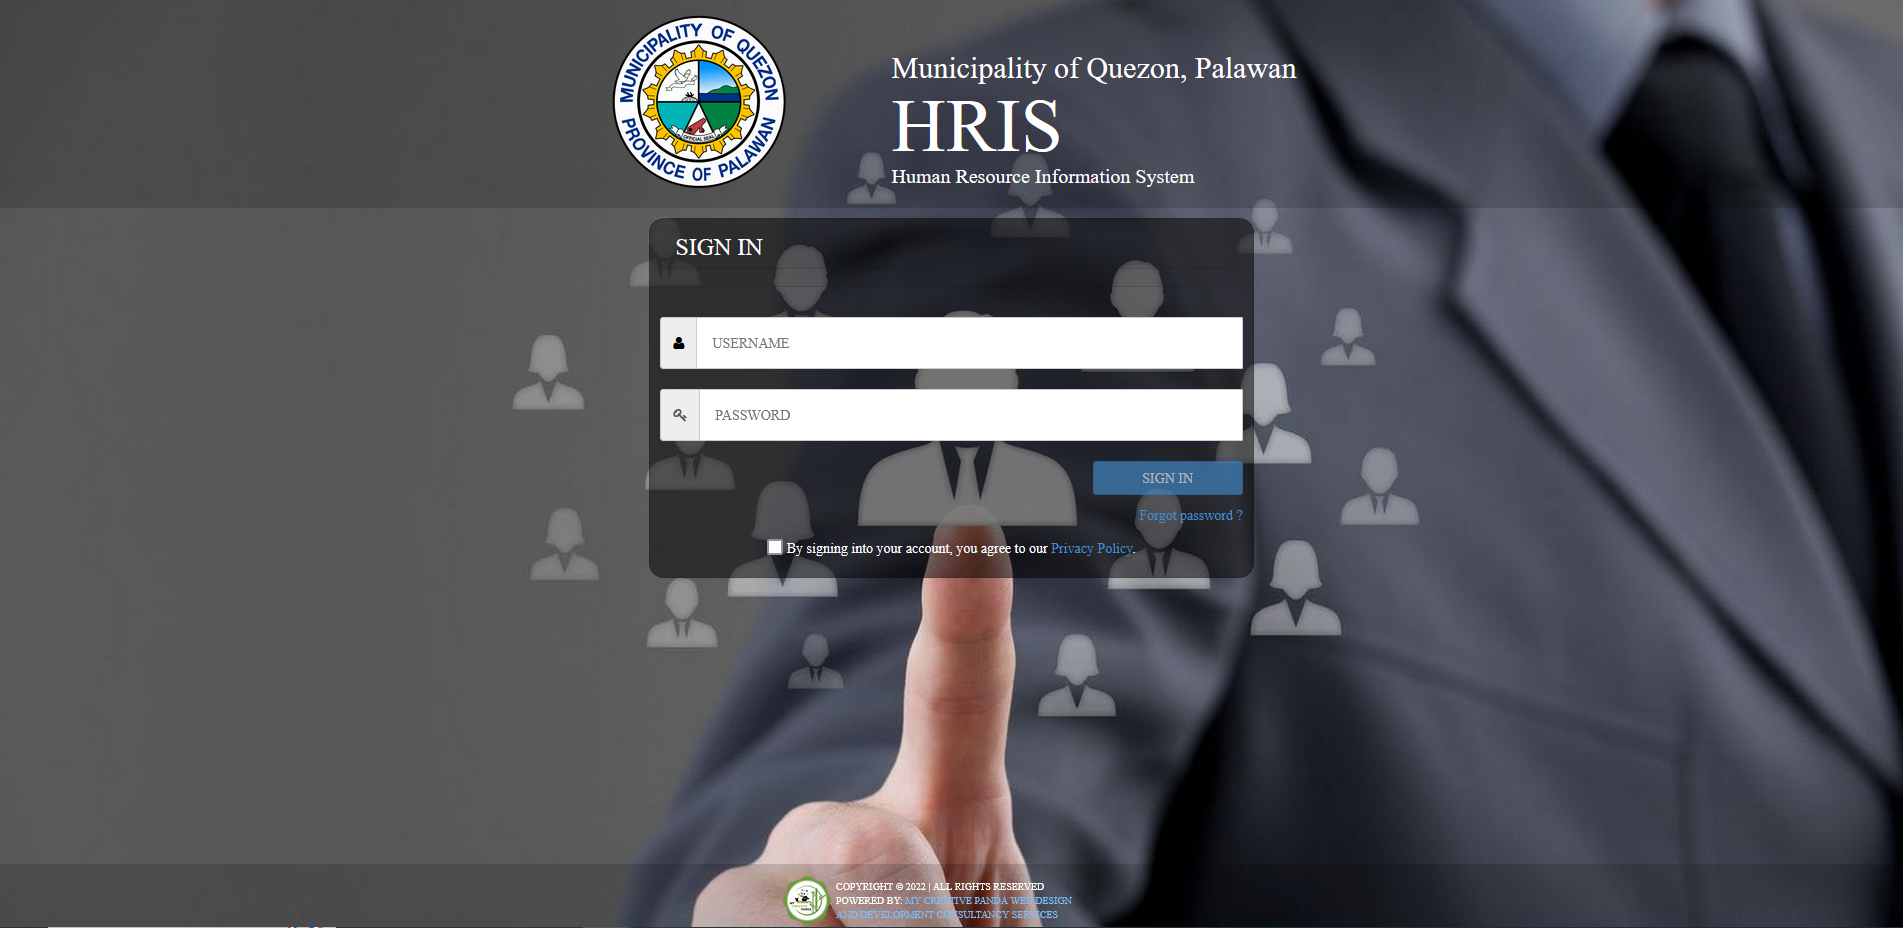 MUNICIPALITY OF QUEZON
PROVINCE OF PALAWAN
OFFICIAL SEAL
Municipality of Quezon, Palawan
HRIS
Human Resource Information System
SIGN IN
USERNAME
PASSWORD
SIGN IN
Forgot password ?
By signing into your account, you agree to our Privacy Policy.
COPYRIGHT © 2022 | ALL RIGHTS RESERVED
POWERED BY: MY CREATIVE PANDA WEB DESIGN
AND DEVELOPMENT CONSULTANCY SERVICES